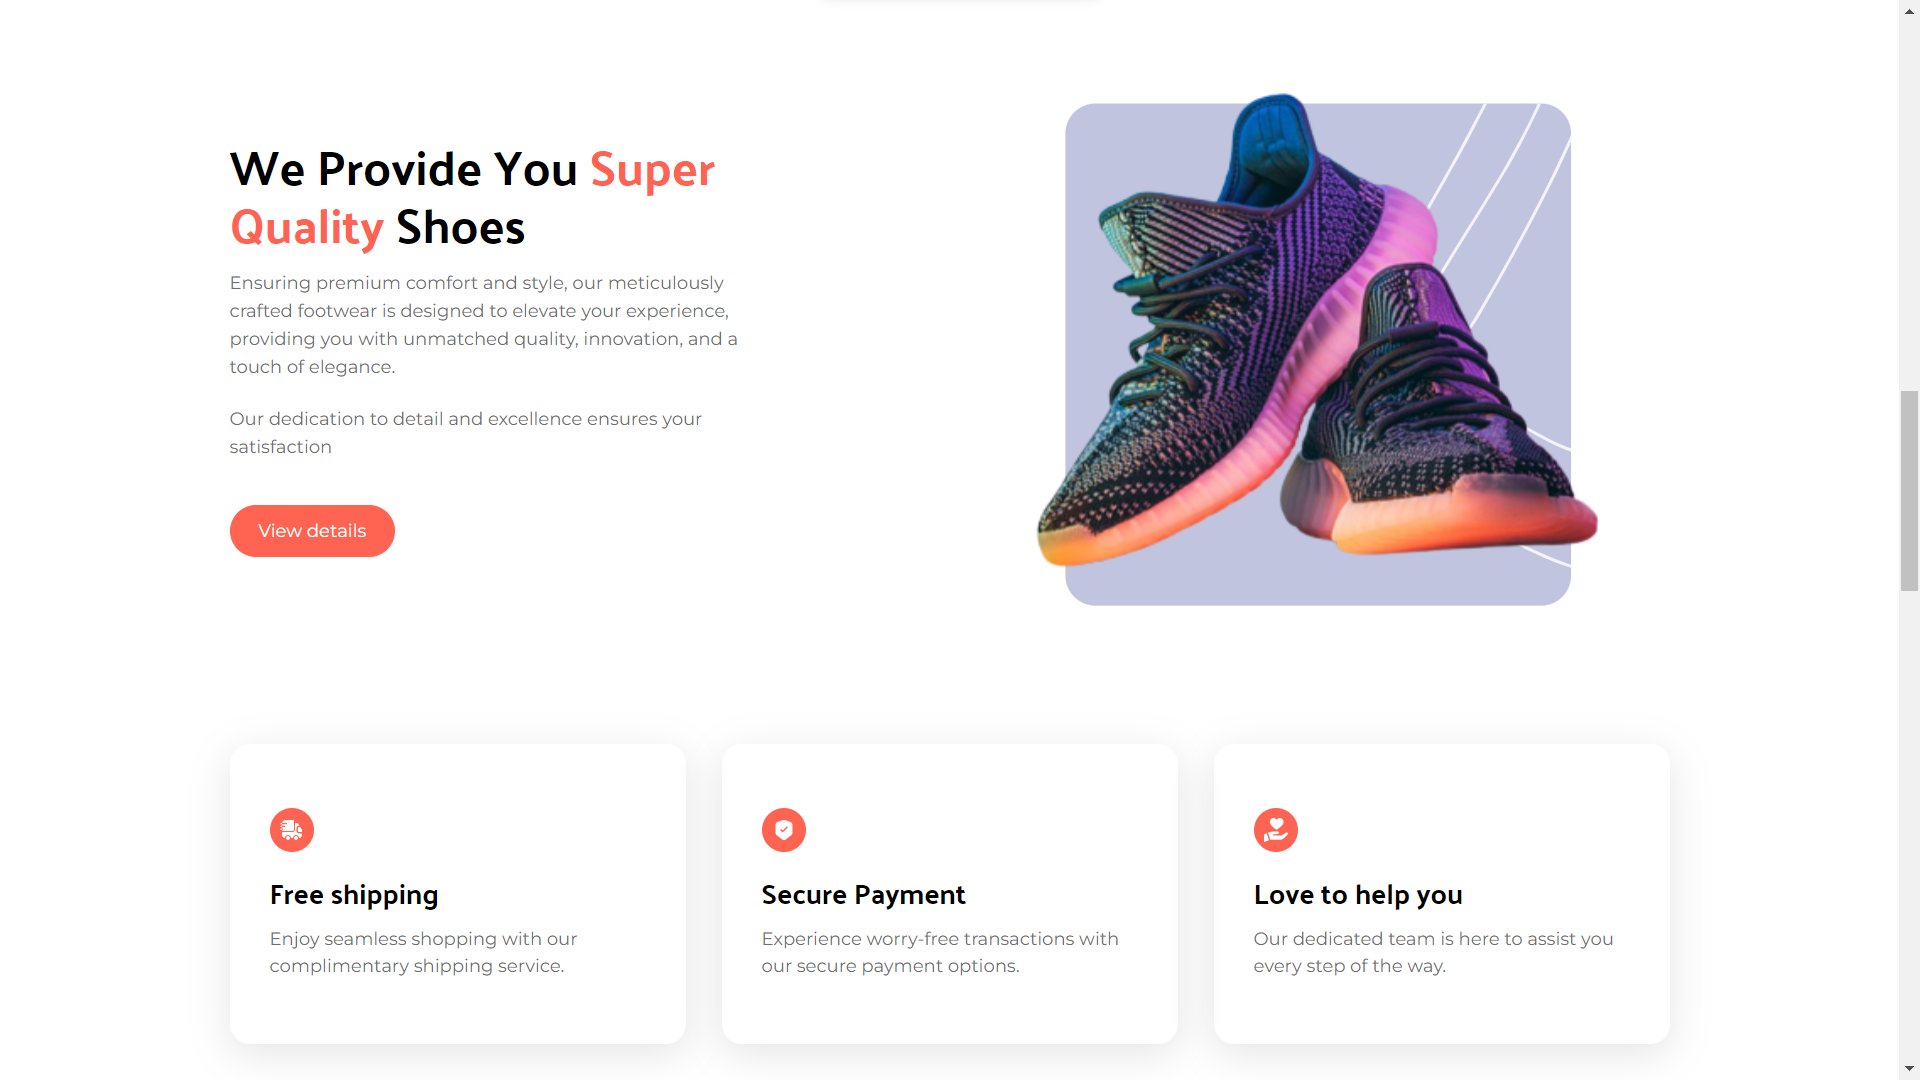 We Provide You Super
Quality Shoes
Ensuring premium comfort and style, our meticulously
crafted footwear is designed to elevate your experience,
providing you with unmatched quality, innovation, and a
touch of elegance.
Our dedication to detail and excellence ensures your
satisfaction
View details
Free shipping
Enjoy seamless shopping with our
complimentary shipping service.
Secure Payment
Experience worry-free transactions with
our secure payment options.
Love to help you
Our dedicated team is here to assist you
every step of the way.